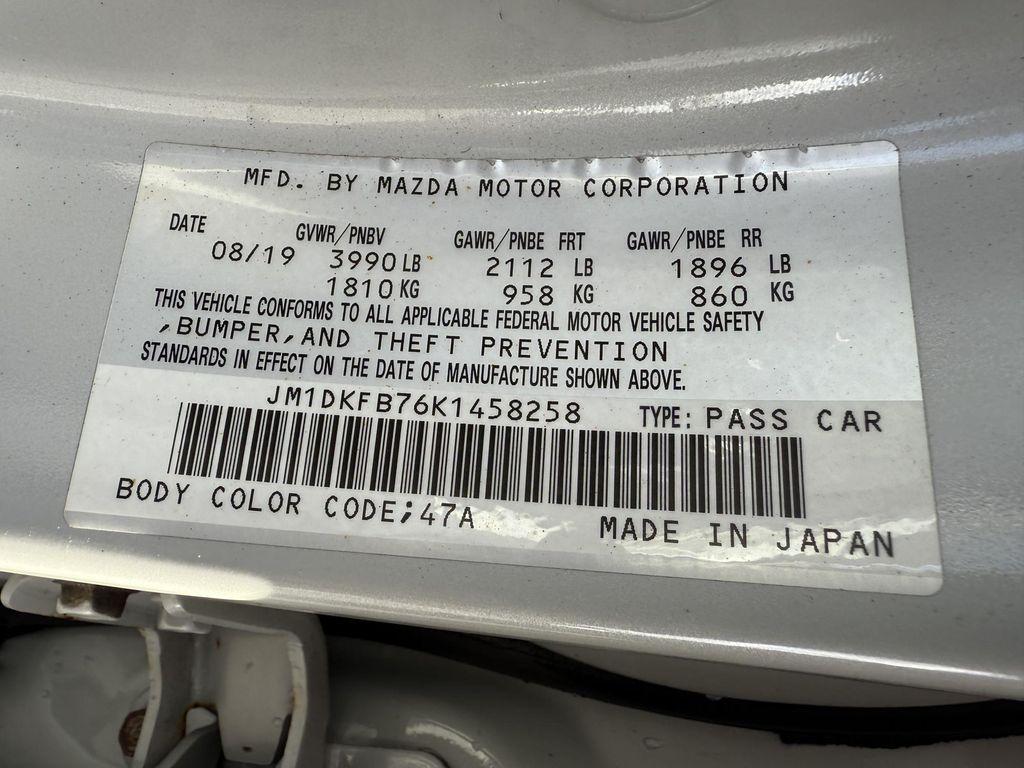 MFD. BY MAZDA MOTOR CORPORATION
DATE GVWR/PNBV GAWR/PNBE FRT GAWR/PNBE RR
08/19 3990 LB 2112 LB 1896 LB
1810 KG 958 KG 860 KG
THIS VEHICLE CONFORMS TO ALL APPLICABLE FEDERAL MOTOR VEHICLE SAFETY
,BUMPER,AND THEFT PREVENTION
STANDARDS IN EFFECT ON THE DATE OF MANUFACTURE SHOWN ABOVE.
JM1DKFB76K1458258 TYPE: PASS CAR
BODY COLOR CODE;47A MADE IN JAPAN